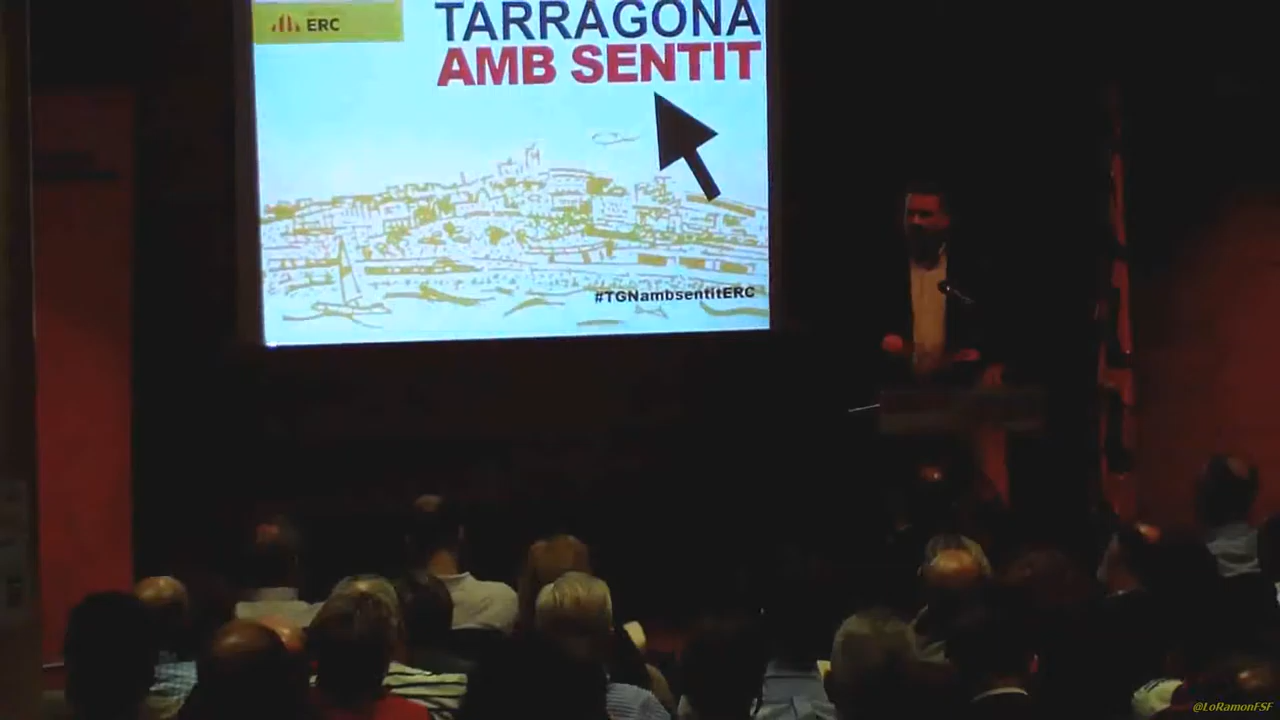 ERC
TARRAGONA
AMB SENTIT
#TGNambsentitERC
@LoRamonFSF